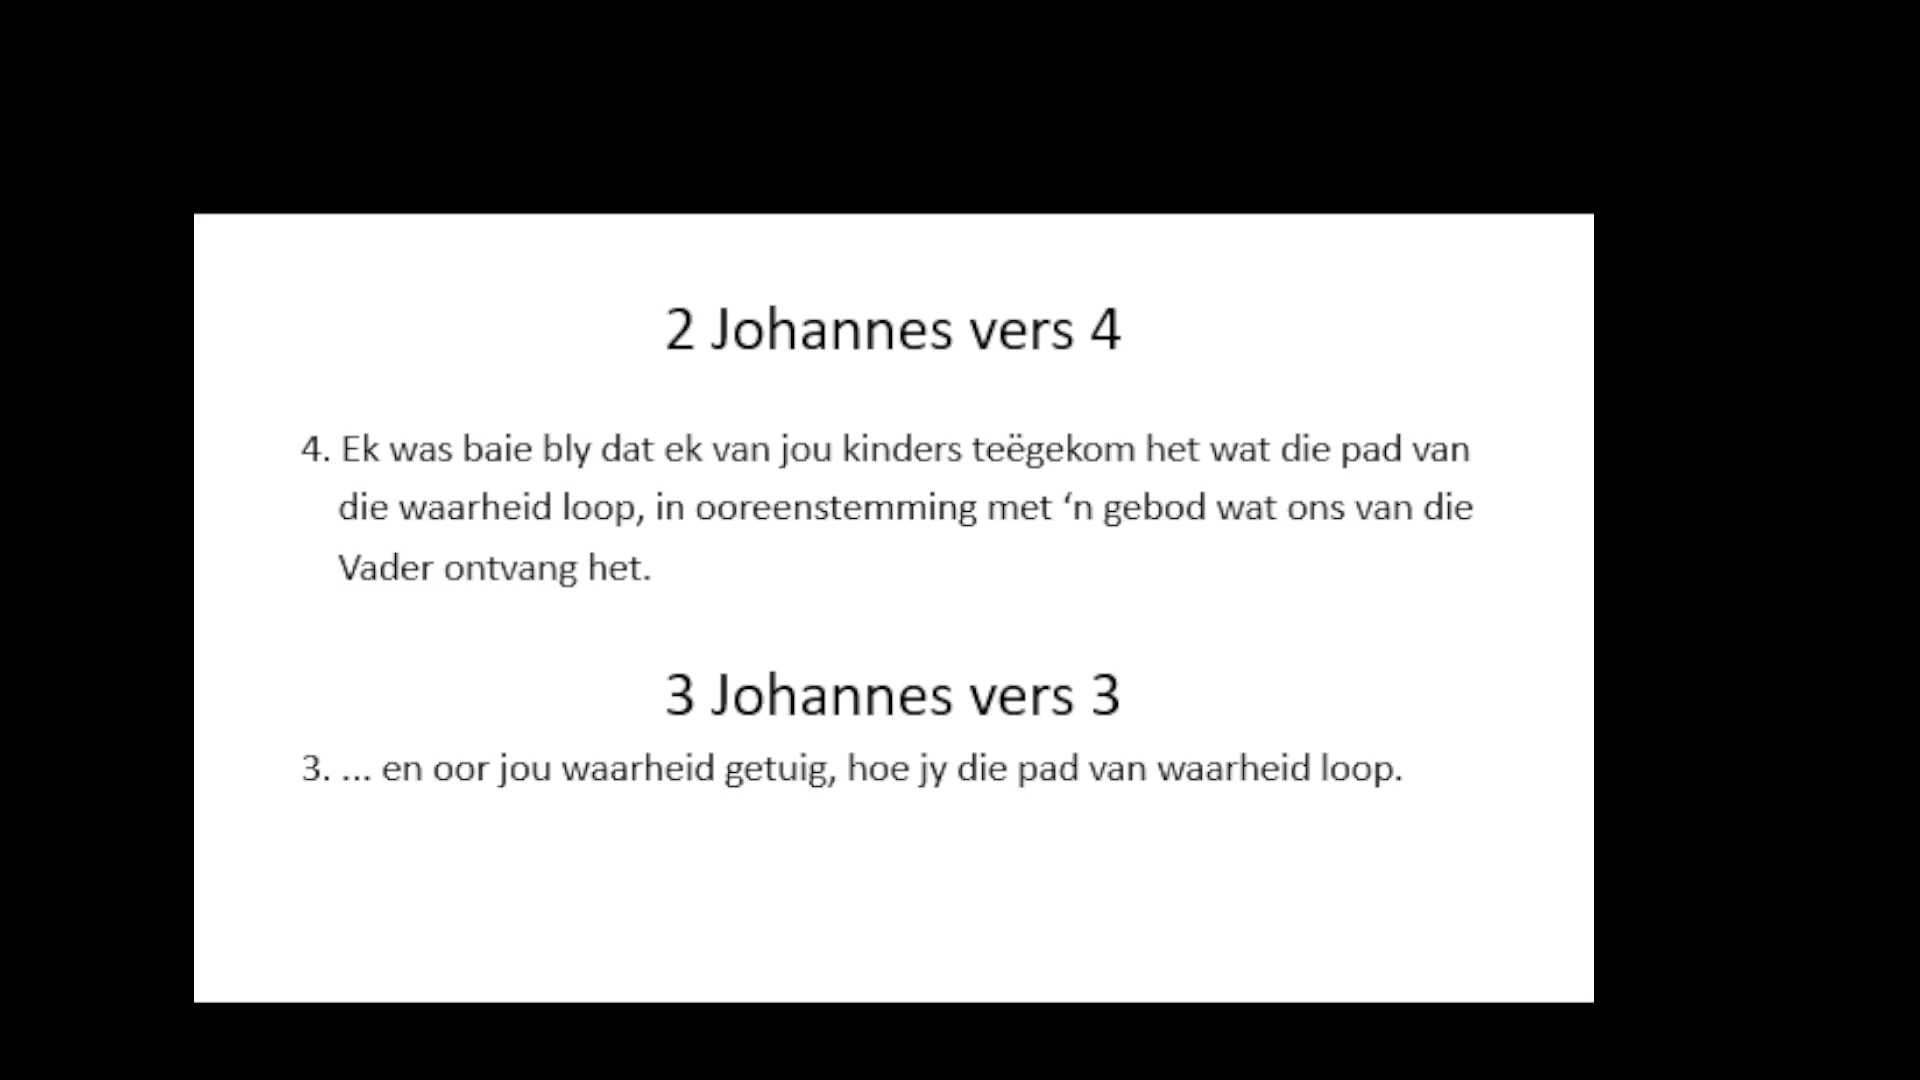 2 Johannes vers 4
4. Ek was baie bly dat ek van jou kinders teëgekom het wat die pad van
die waarheid loop, in ooreenstemming met ‘n gebod wat ons van die
Vader ontvang het.
3 Johannes vers 3
3. ... en oor jou waarheid getuig, hoe jy die pad van waarheid loop.